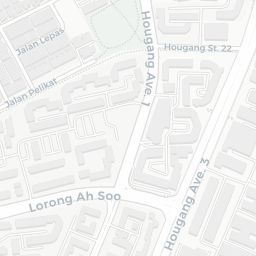 Jalan Lepas
Hougang Ave. 1
Hougang St. 22
Jalan Pelikat
Lorong Ah Soo
Hougang Ave. 3